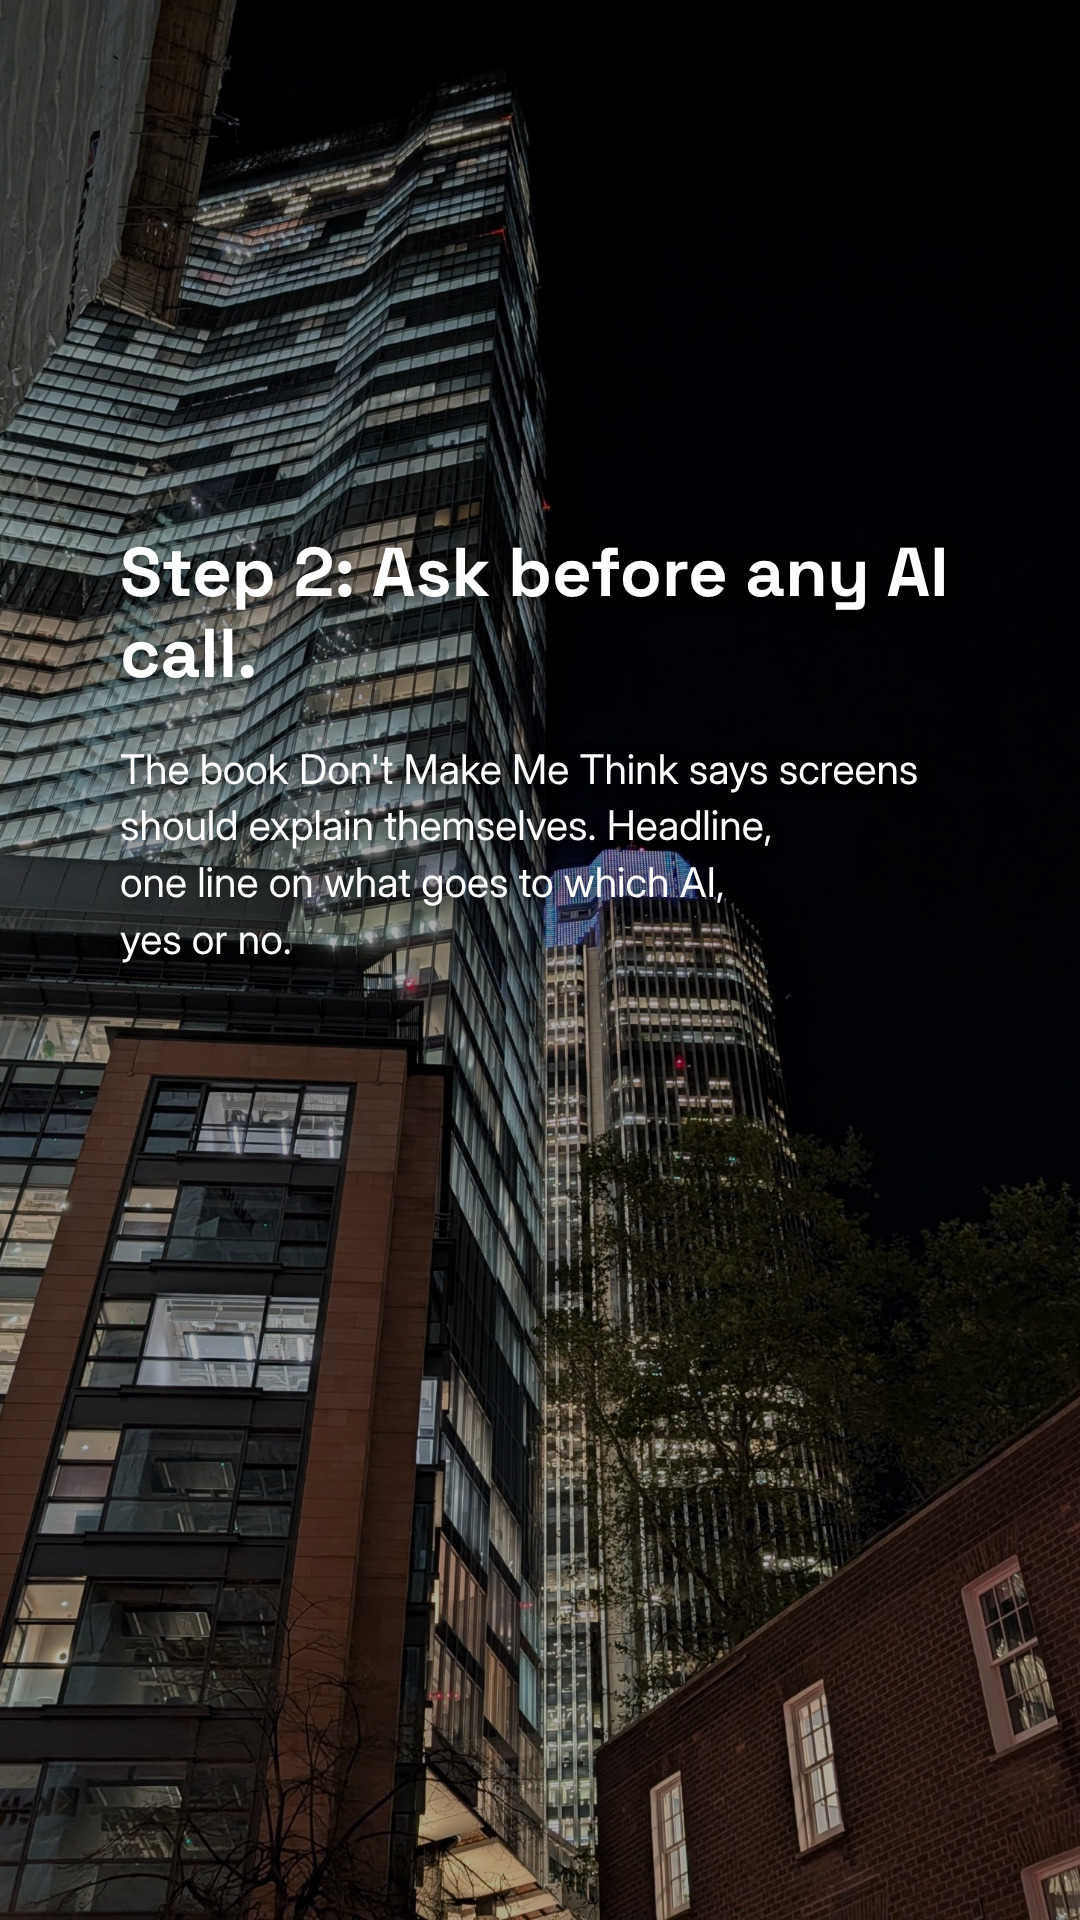 Step 2: Ask before any AI
call.
The book Don't Make Me Think says screens
should explain themselves. Headline,
one line on what goes to which AI,
yes or no.